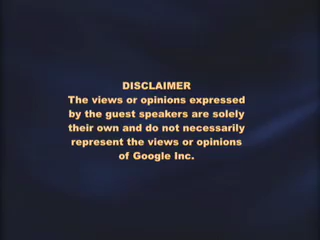 DISCLAIMER
The views or opinions expressed
by the guest speakers are solely
their own and do not necessarily
represent the views or opinions
of Google Inc.